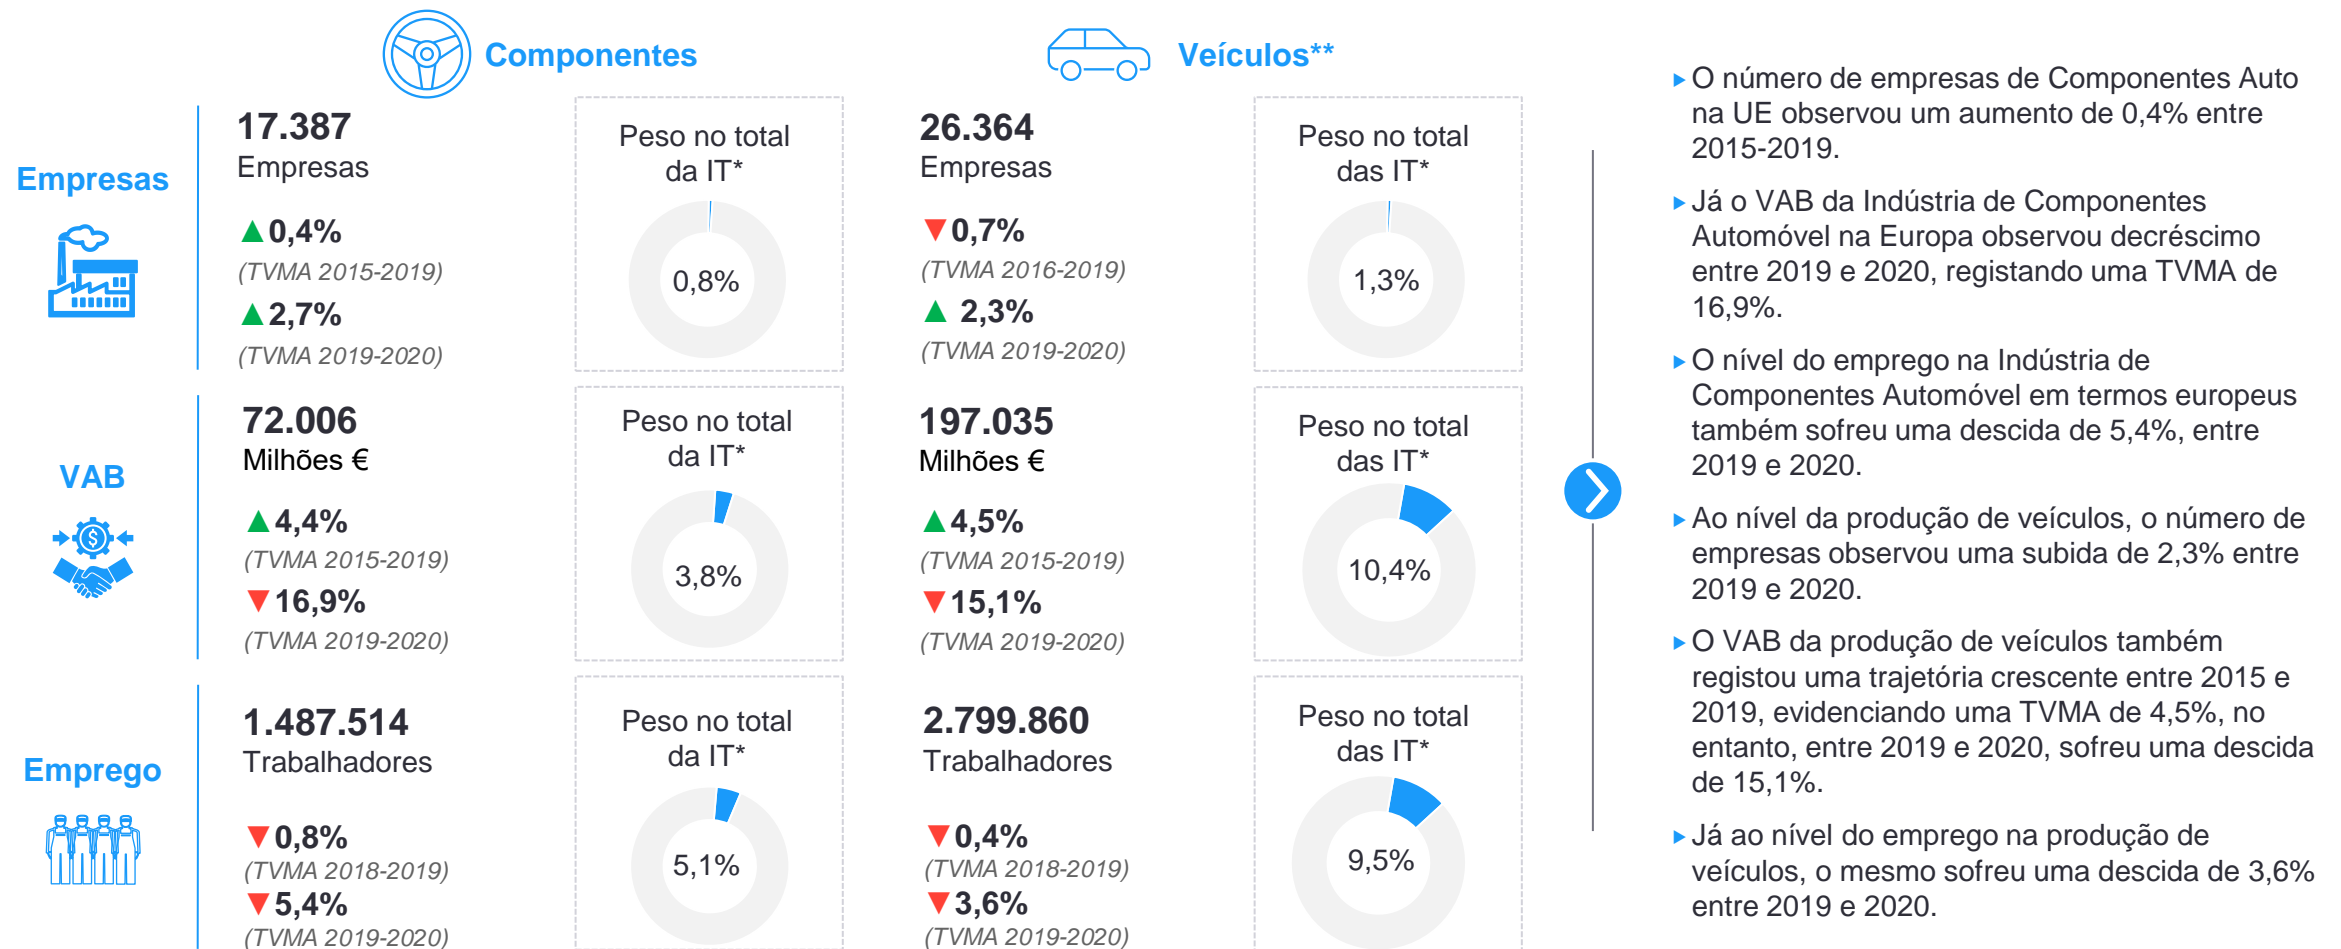 Componentes
Veículos**
Empresas
17.387
Empresas
▲0,4%
(TVMA 2015-2019)
▲2,7%
(TVMA 2019-2020)
Peso no total
da IT*
0,8%
26.364
Empresas
▼0,7%
(TVMA 2016-2019)
▲ 2,3%
(TVMA 2019-2020)
Peso no total
das IT*
1,3%
VAB
72.006
Milhões €
▲4,4%
(TVMA 2015-2019)
▼16,9%
(TVMA 2019-2020)
Peso no total
da IT*
3,8%
197.035
Milhões €
▲4,5%
(TVMA 2015-2019)
▼15,1%
(TVMA 2019-2020)
Peso no total
das IT*
10,4%
Emprego
1.487.514
Trabalhadores
▼0,8%
(TVMA 2018-2019)
▼5,4%
(TVMA 2019-2020)
Peso no total
da IT*
5,1%
2.799.860
Trabalhadores
▼0,4%
(TVMA 2018-2019)
▼3,6%
(TVMA 2019-2020)
Peso no total
das IT*
9,5%
▸O número de empresas de Componentes Auto
na UE observou um aumento de 0,4% entre
2015-2019.
▸Já o VAB da Indústria de Componentes
Automóvel na Europa observou decréscimo
entre 2019 e 2020, registando uma TVMA de
16,9%.
▸O nível do emprego na Indústria de
Componentes Automóvel em termos europeus
também sofreu uma descida de 5,4%, entre
2019 e 2020.
▸Ao nível da produção de veículos, o número de
empresas observou uma subida de 2,3% entre
2019 e 2020.
▸O VAB da produção de veículos também
registou uma trajetória crescente entre 2015 e
2019, evidenciando uma TVMA de 4,5%, no
entanto, entre 2019 e 2020, sofreu uma descida
de 15,1%.
▸Já ao nível do emprego na produção de
veículos, o mesmo sofreu uma descida de 3,6%
entre 2019 e 2020.